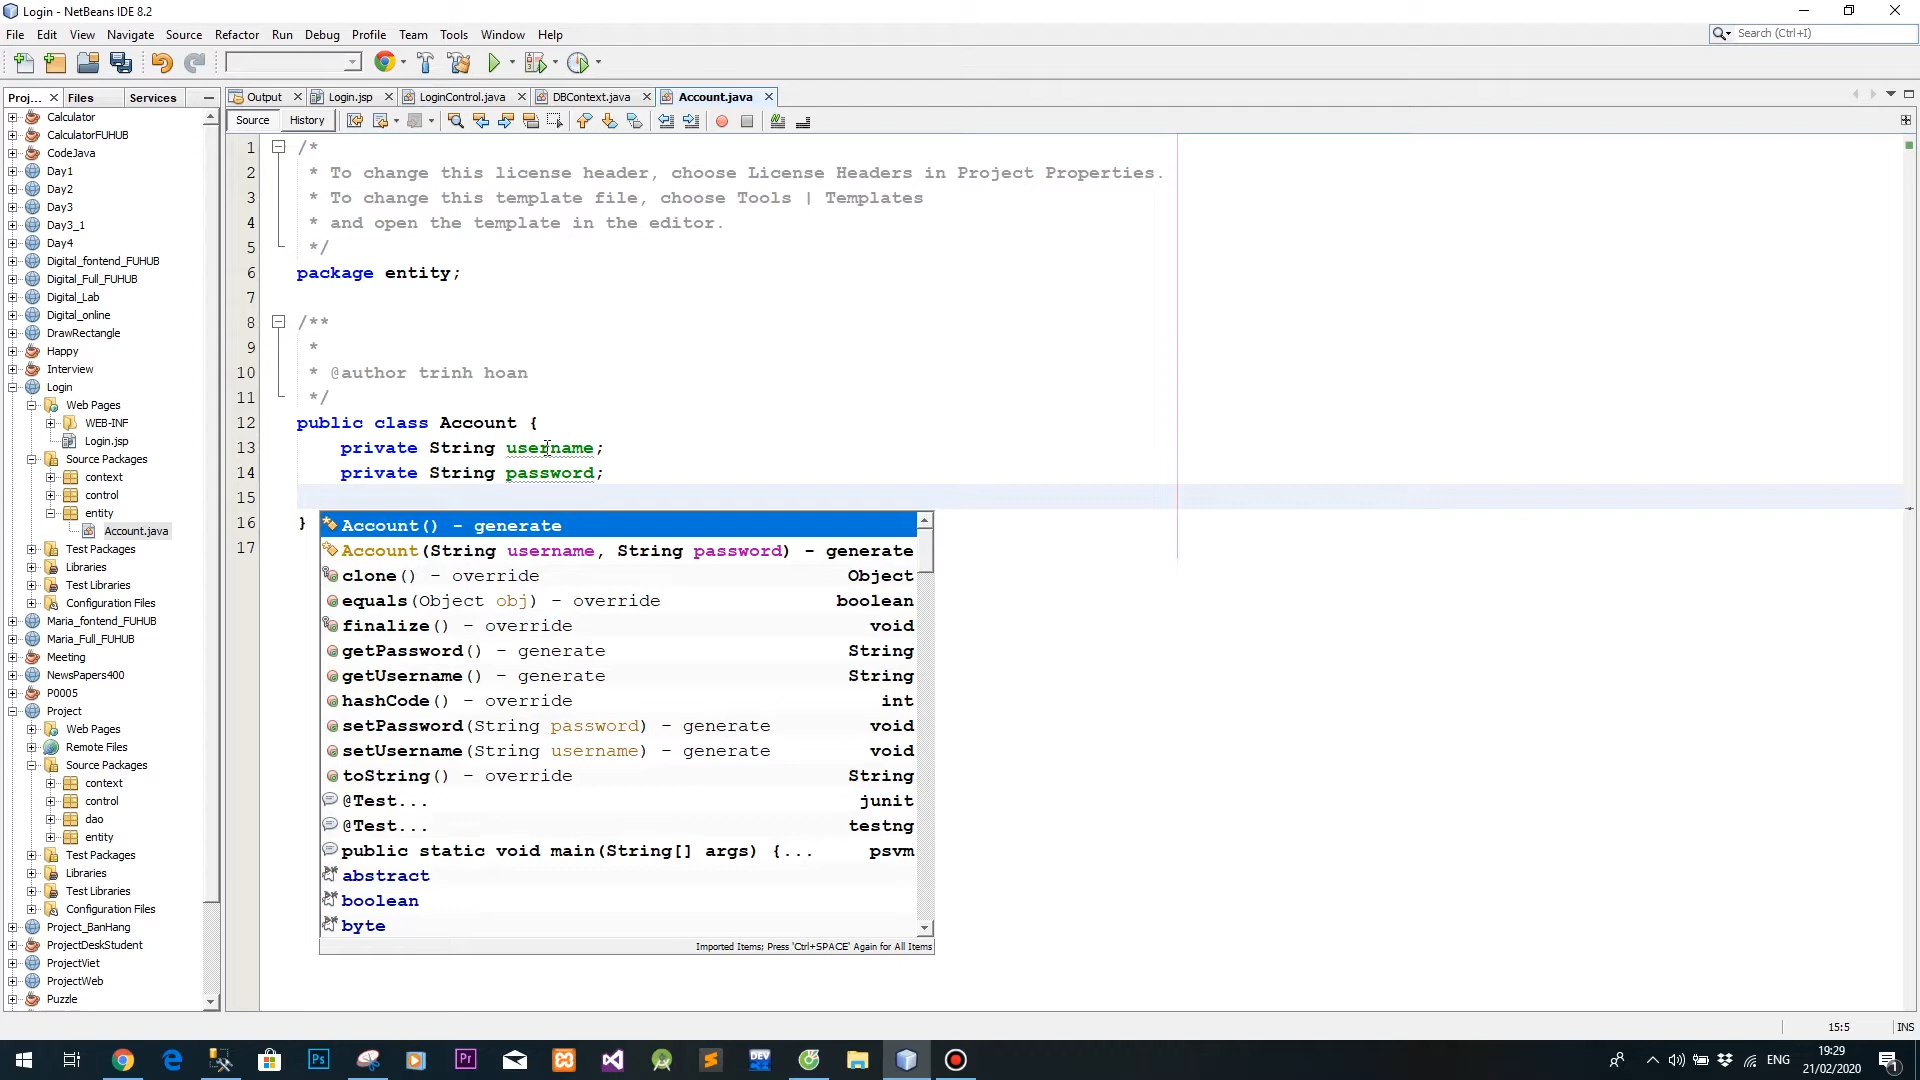 Login - NetBeans IDE 8.2
File Edit View Navigate Source Refactor Run Debug Profile Team Tools Window Help
Search (Ctrl+I)
Proj... Files Services
Output Login.jsp LoginControl.java DBContext.java Account.java
Source History
Calculator
CalculatorFUHUB
CodeJava
Day1
Day2
Day3
Day3_1
Day4
Digital_fontend_FUHUB
Digital_Full_FUHUB
Digital_Lab
Digital_online
DrawRectangle
Happy
Interview
Login
Web Pages
WEB-INF
Login.jsp
Source Packages
context
control
entity
Account.java
Test Packages
Libraries
Test Libraries
Configuration Files
Maria_fontend_FUHUB
Maria_Full_FUHUB
Meeting
NewsPapers400
P0005
Project
Web Pages
Remote Files
Source Packages
context
control
dao
entity
Test Packages
Libraries
Test Libraries
Configuration Files
Project_BanHang
ProjectDeskStudent
ProjectViet
ProjectWeb
Puzzle
1 /*
2 * To change this license header, choose License Headers in Project Properties.
3 * To change this template file, choose Tools | Templates
4 * and open the template in the editor.
5 */
6 package entity;
7
8 /**
9 *
10 * @author trinh hoan
11 */
12 public class Account {
13 private String username;
14 private String password;
15
16 }
17
Account() - generate
Account(String username, String password) - generate
clone() - override Object
equals(Object obj) - override boolean
finalize() - override void
getPassword() - generate String
getUsername() - generate String
hashCode() - override int
setPassword(String password) - generate void
setUsername(String username) - generate void
toString() - override String
@Test... junit
@Test... testng
public static void main(String[] args) {... psvm
abstract
boolean
byte
Imported Items; Press 'Ctrl+SPACE' Again for All Items
15:5 INS
Ps Pr DEV
ENG
19:29
21/02/2020
1